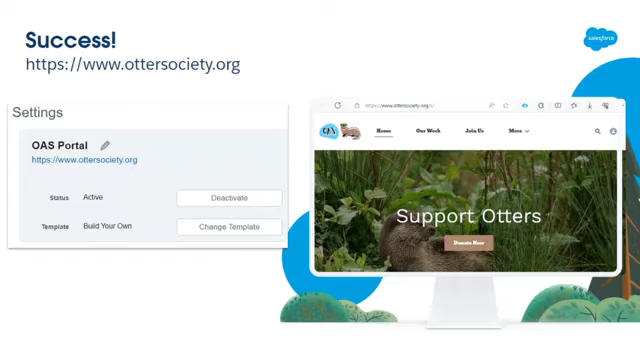 Success!
https://www.ottersociety.org
salesforce
Settings
OAS Portal
https://www.ottersociety.org
Status Active Deactivate
Template Build Your Own Change Template
https://www.ottersociety.org/s/
OAS Home Our Work Join Us More
Support Otters
Donate Now